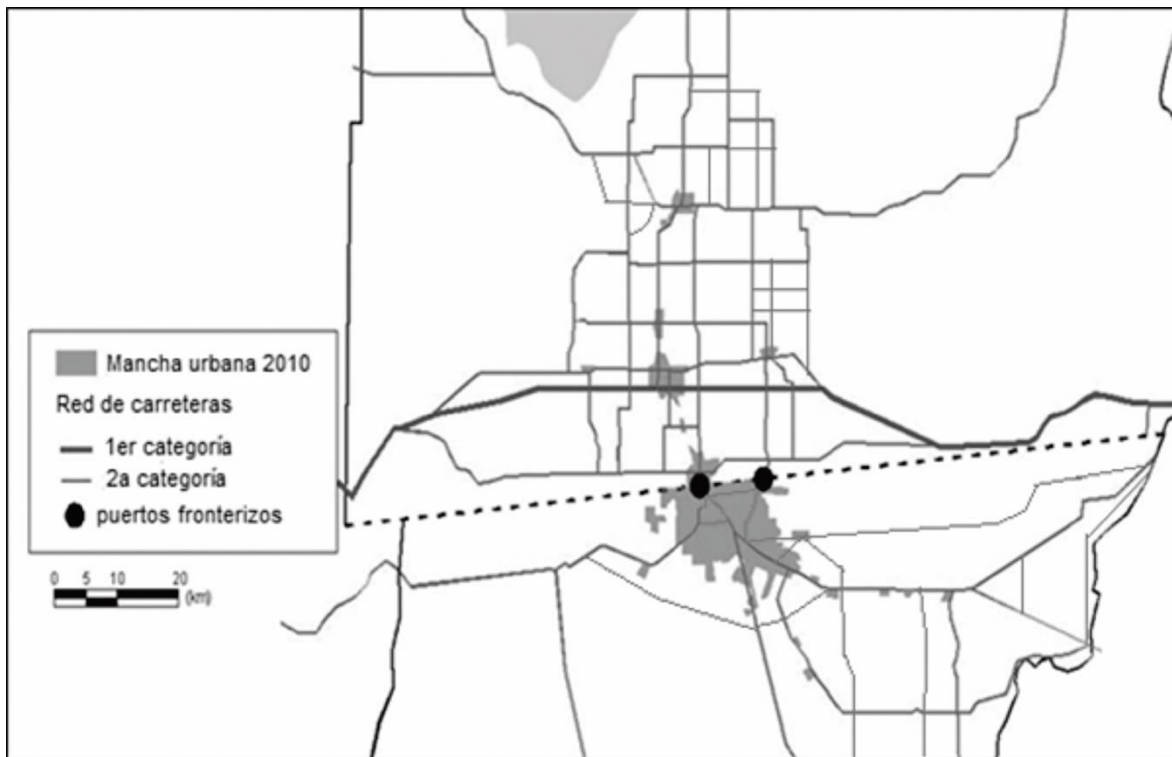 Mancha urbana 2010
Red de carreteras
1er categoría
2a categoría
puertos fronterizos
0 5 10 20
(km)